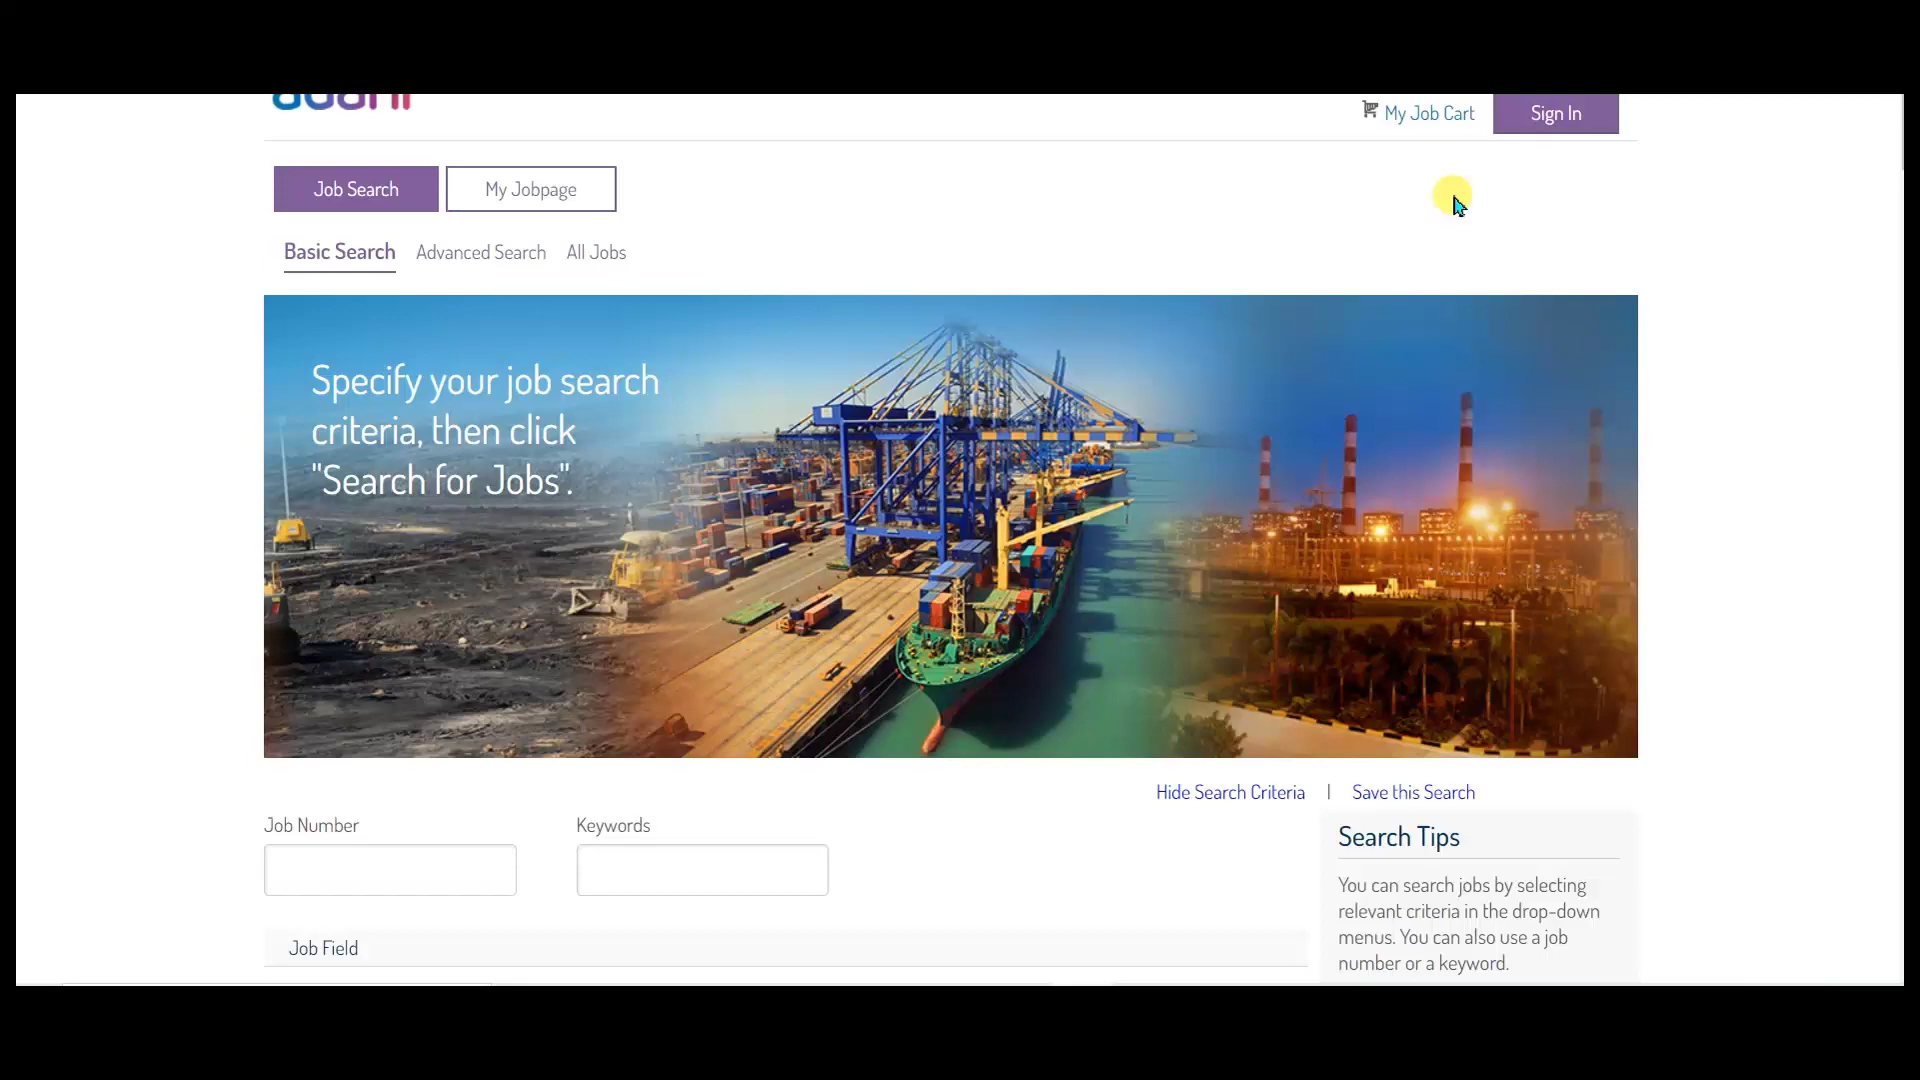 My Job Cart
Sign In
Job Search
My Jobpage
Basic Search
Advanced Search
All Jobs
Specify your job search
criteria, then click
"Search for Jobs".
Hide Search Criteria | Save this Search
Job Number
Keywords
Search Tips
You can search jobs by selecting
relevant criteria in the drop-down
menus. You can also use a job
number or a keyword.
Job Field